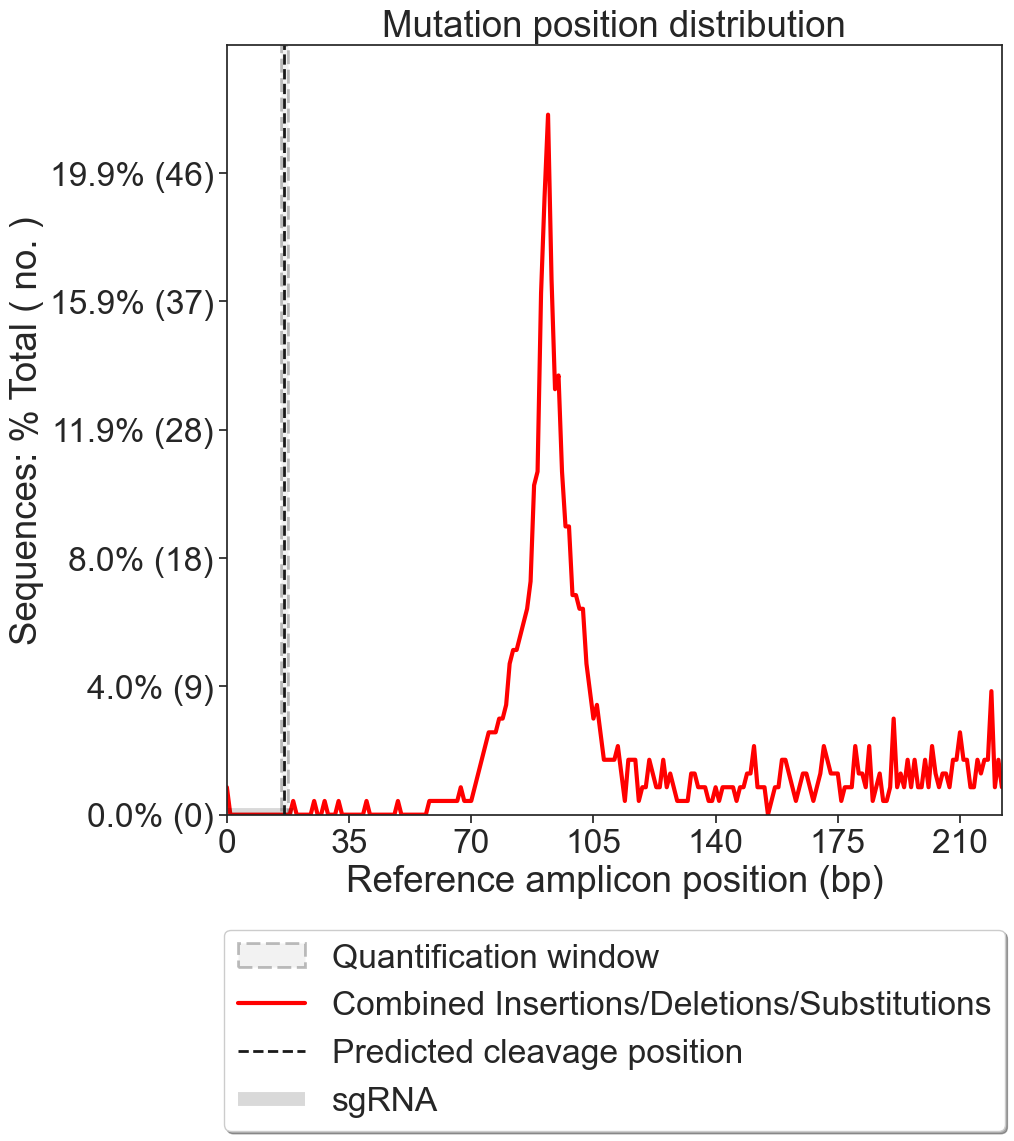 Mutation position distribution
Sequences: % Total ( no. )
19.9% (46)
15.9% (37)
11.9% (28)
8.0% (18)
4.0% (9)
0.0% (0)
0 35 70 105 140 175 210
Reference amplicon position (bp)
Quantification window
Combined Insertions/Deletions/Substitutions
Predicted cleavage position
sgRNA